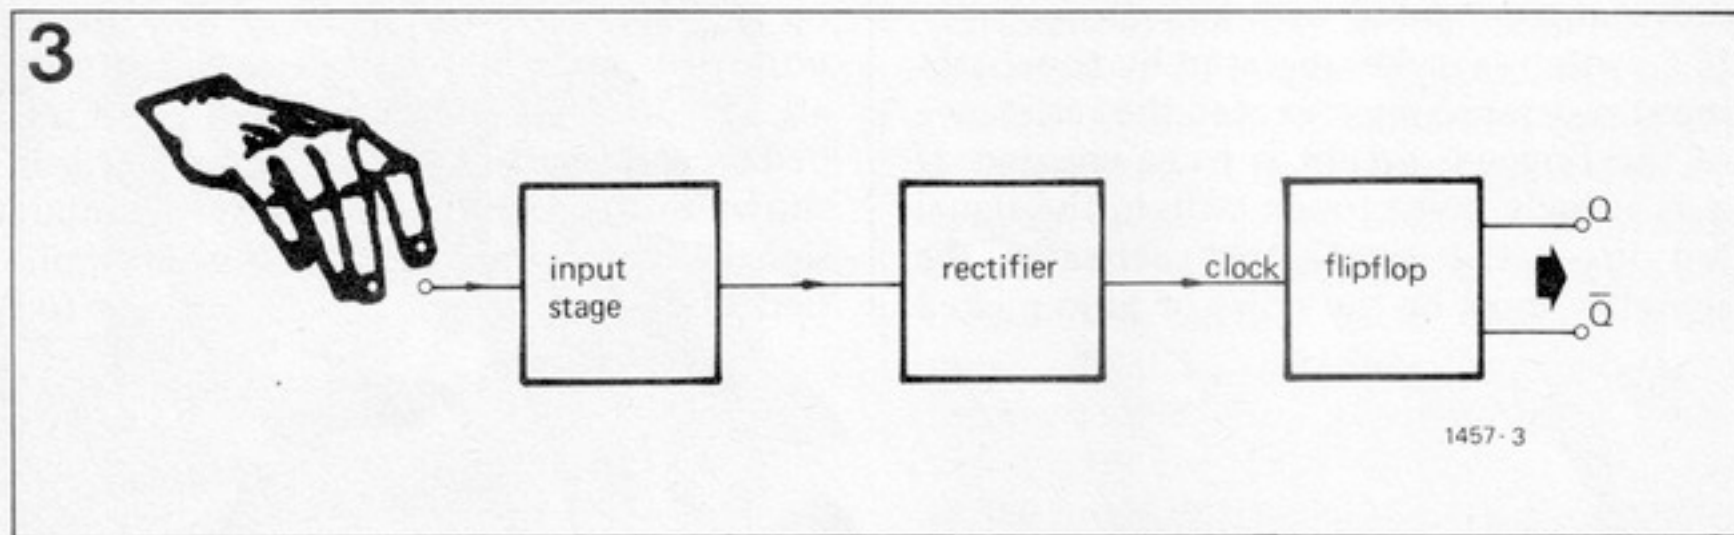 3
input
stage
rectifier
clock
flipflop
Q
Q̅
1457-3